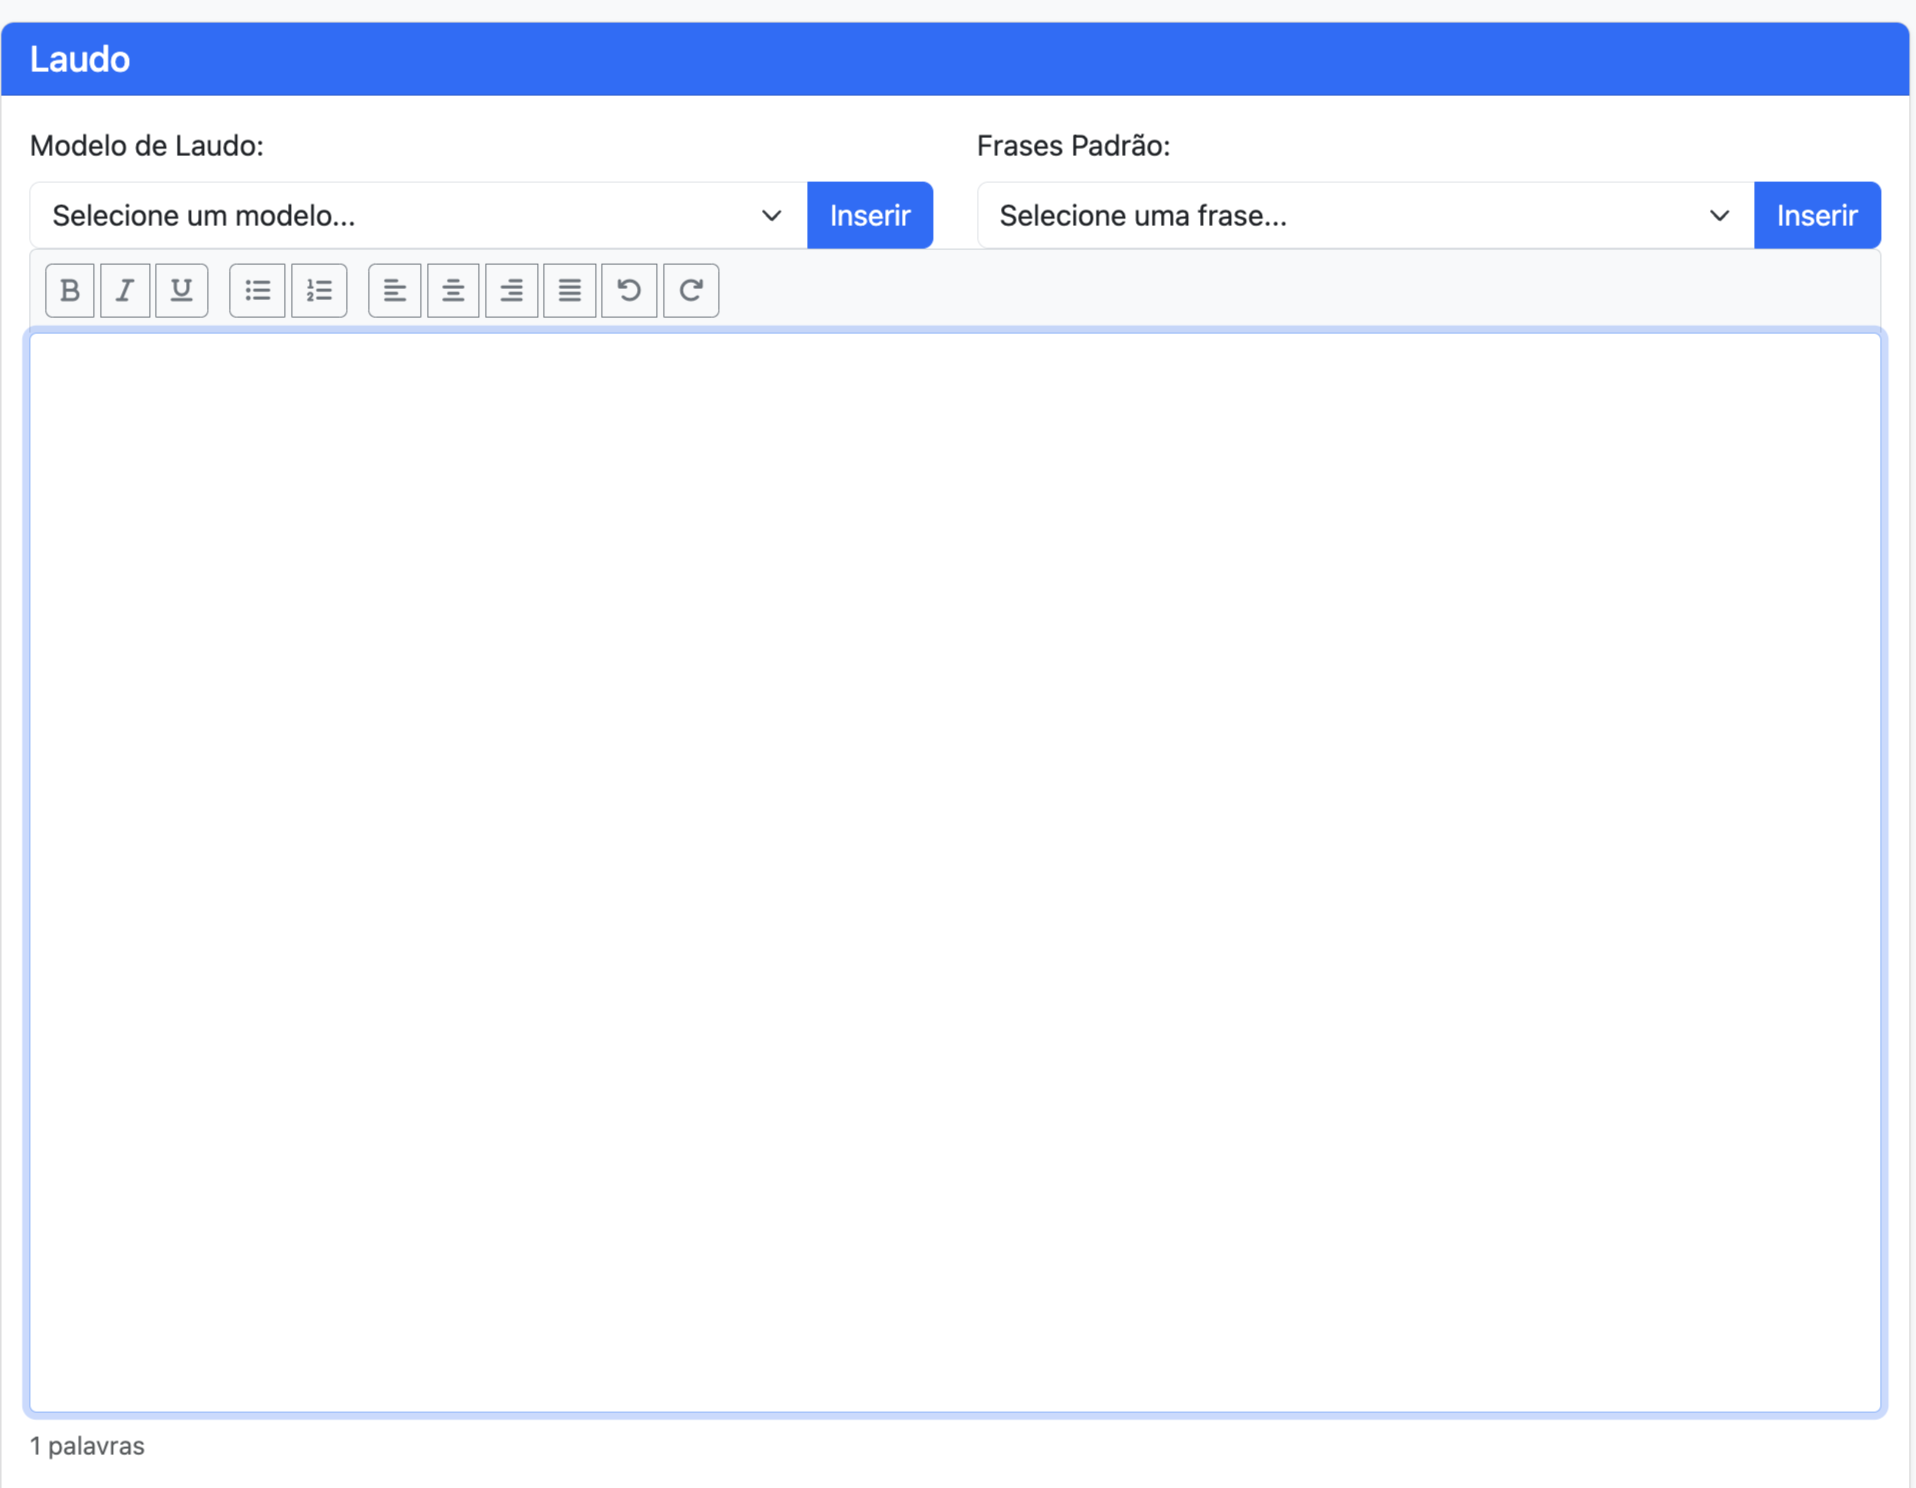 Laudo
Modelo de Laudo:
Frases Padrão:
Selecione um modelo...
Inserir
Selecione uma frase...
Inserir
1 palavras